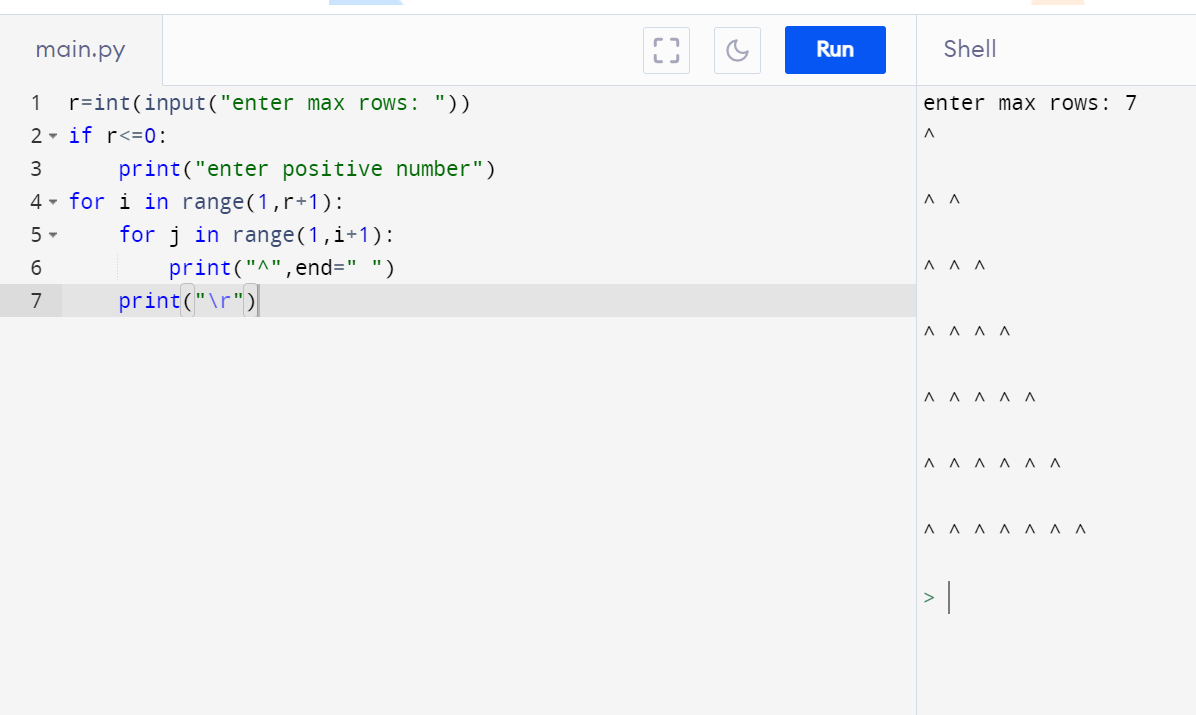 main.py
Run
Shell
1 r=int(input("enter max rows: "))
2 if r<=0:
3     print("enter positive number")
4 for i in range(1,r+1):
5     for j in range(1,i+1):
6         print("^",end=" ")
7     print("\r")
enter max rows: 7
^
^ ^
^ ^ ^
^ ^ ^ ^
^ ^ ^ ^ ^
^ ^ ^ ^ ^ ^
^ ^ ^ ^ ^ ^ ^
>